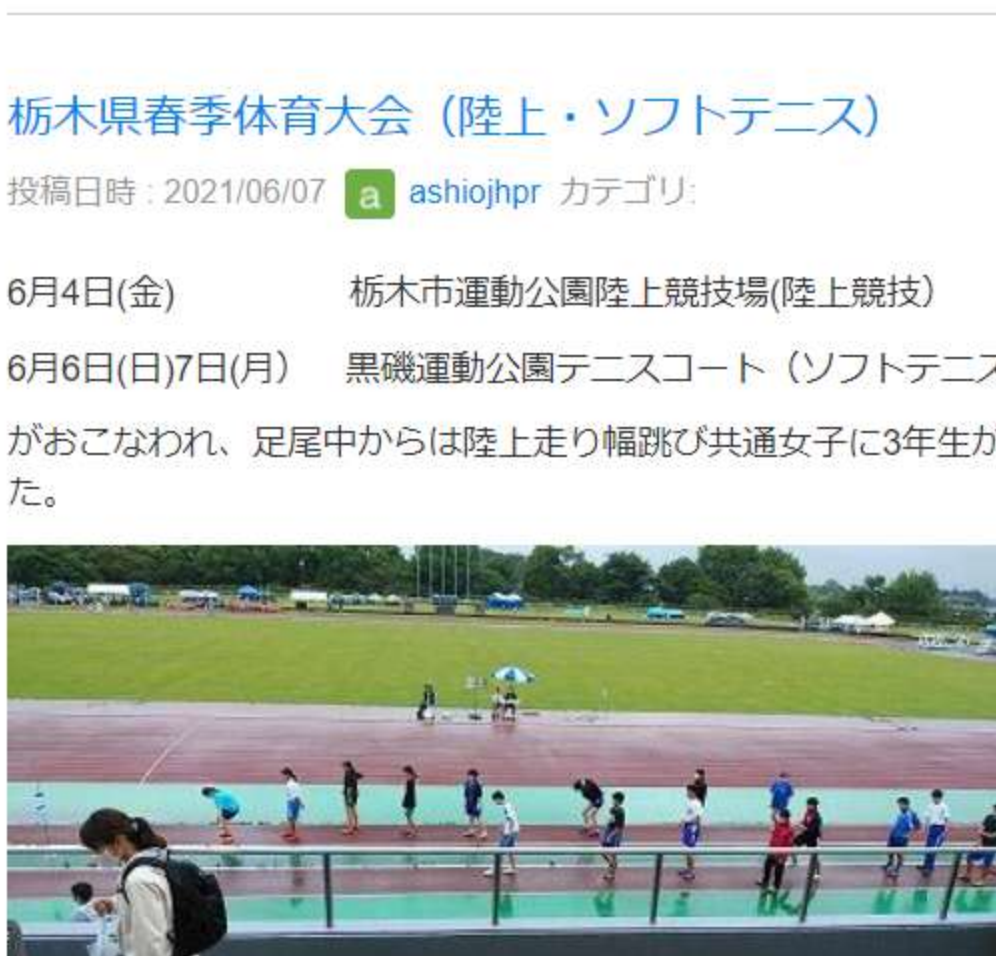 栃木県春季体育大会（陸上・ソフトテニス）
投稿日時 : 2021/06/07 a ashiojhpr カテゴリ:
6月4日(金) 栃木市運動公園陸上競技場(陸上競技）
6月6日(日)7日(月） 黒磯運動公園テニスコート（ソフトテニス
がおこなわれ、足尾中からは陸上走り幅跳び共通女子に3年生が
た。